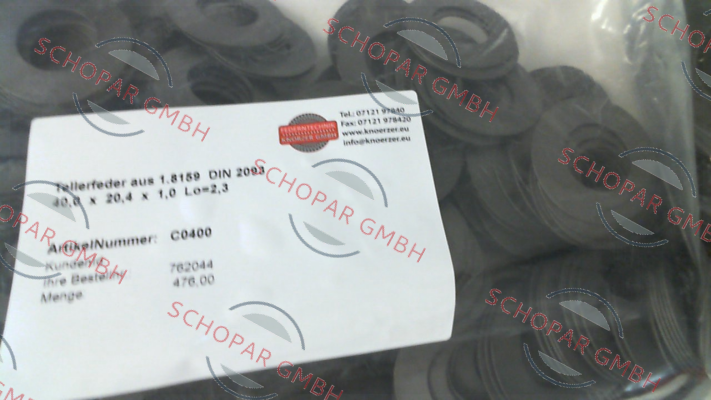 Tel.: 07121 97840
Fax: 07121 978420
www.knoerzer.eu
info@knoerzer.eu
Tellerfeder aus 1.8159 DIN 2093
40,0 x 20,4 x 1,0 Lo=2,3
ArtikelNummer: C0400
762044
Ihre 476.00
Menge
SCHOPAR GMBH
SCHOPAR GMBH
SCHOPAR GMBH
SCHOPAR GMBH
SCHOPAR GMBH
SCHOPAR GMBH